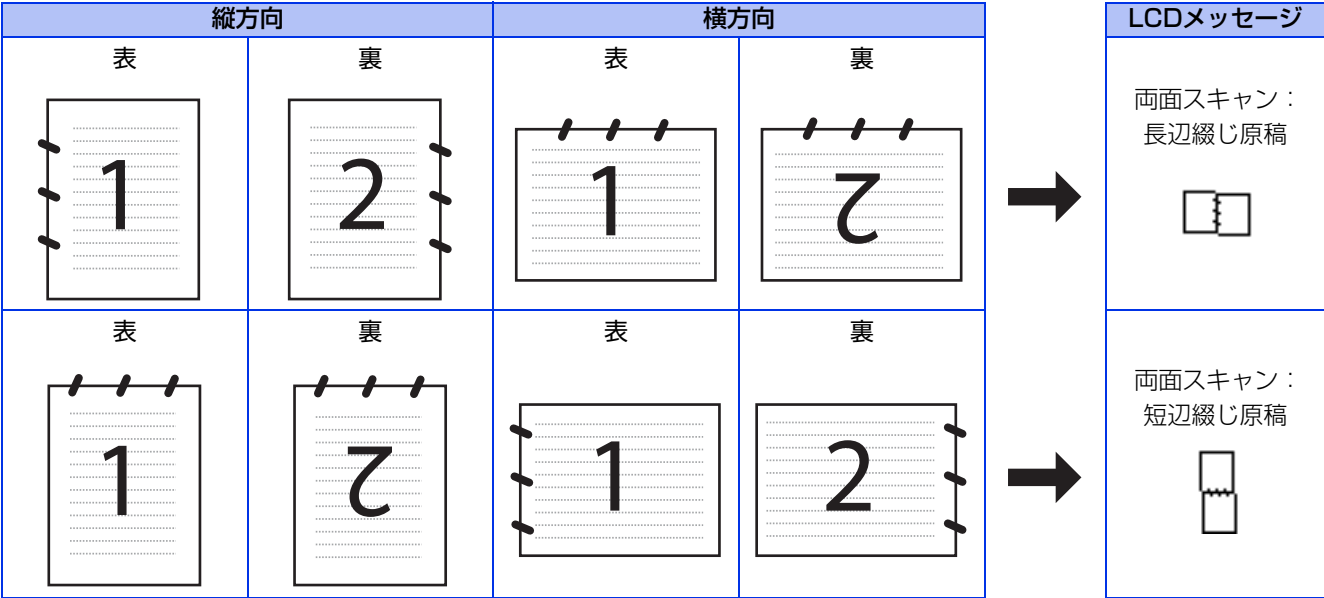 縦方向 横方向 LCDメッセージ
表 裏 表 裏
両面スキャン：
長辺綴じ原稿
1 2 1 2
表 裏 表 裏
両面スキャン：
短辺綴じ原稿
1 2 1 2